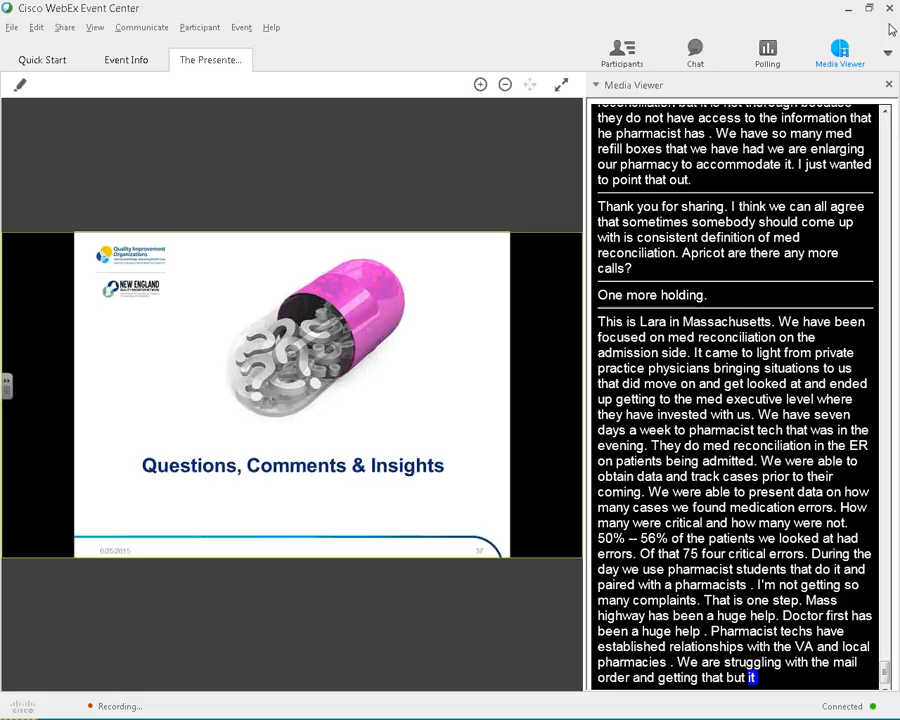 Cisco WebEx Event Center
File Edit Share View Communicate Participant Event Help
Quick Start Event Info The Presente... Participants Chat Polling Media Viewer
Media Viewer
reconciliation but it is not thorough because
they do not have access to the information that
he pharmacist has . We have so many med
refill boxes that we have had we are enlarging
our pharmacy to accommodate it. I just wanted
to point that out.
Thank you for sharing. I think we can all agree
that sometimes somebody should come up
with is consistent definition of med
reconciliation. Apricot are there any more
calls?
One more holding.
This is Lara in Massachusetts. We have been
focused on med reconciliation on the
admission side. It came to light from private
practice physicians bringing situations to us
that did move on and get looked at and ended
up getting to the med executive level where
they have invested with us. We have seven
days a week to pharmacist tech that was in the
evening. They do med reconciliation in the ER
on patients being admitted. We were able to
obtain data and track cases prior to their
coming. We were able to present data on how
many cases we found medication errors. How
many were critical and how many were not.
50% -- 56% of the patients we looked at had
errors. Of that 75 four critical errors. During the
day we use pharmacist students that do it and
paired with a pharmacists . I'm not getting so
many complaints. That is one step. Mass
highway has been a huge help. Doctor first has
been a huge help . Pharmacist techs have
established relationships with the VA and local
pharmacies . We are struggling with the mail
order and getting that but it
Quality Improvement
Organizations
NEW ENGLAND
Questions, Comments & Insights
6/25/2015 37
cisco Recording... Connected